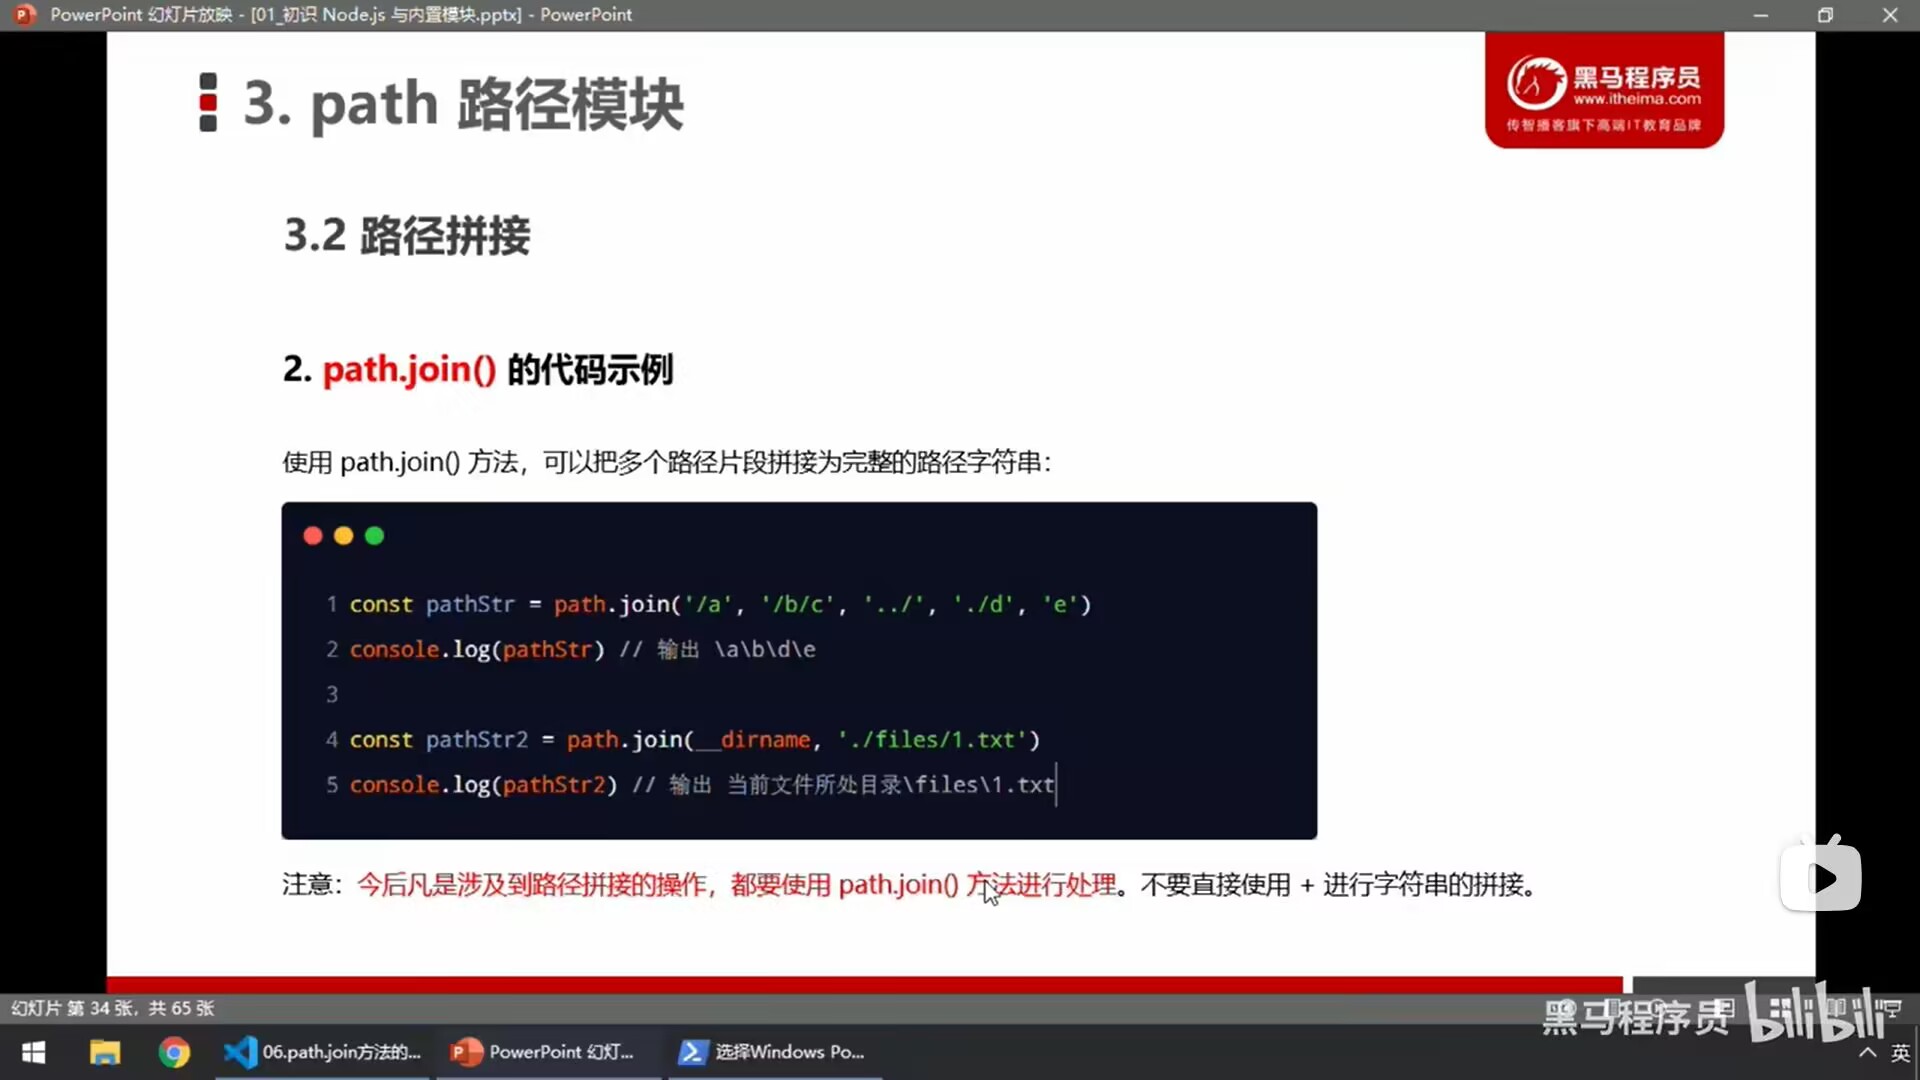 PowerPoint 幻灯片放映 - [01_初识 Node.js 与内置模块.pptx] - PowerPoint
3. path 路径模块
黑马程序员
www.itheima.com
传智播客旗下高端IT教育品牌
3.2 路径拼接
2. path.join() 的代码示例
使用 path.join() 方法，可以把多个路径片段拼接为完整的路径字符串：
1 const pathStr = path.join('/a', '/b/c', '../', './d', 'e')
2 console.log(pathStr) // 输出 \a\b\d\e
3
4 const pathStr2 = path.join(__dirname, './files/1.txt')
5 console.log(pathStr2) // 输出 当前文件所处目录\files\1.txt
注意：今后凡是涉及到路径拼接的操作，都要使用 path.join() 方法进行处理。不要直接使用 + 进行字符串的拼接。
幻灯片 第 34 张，共 65 张
黑马程序员 bilibili
06.path.join方法的... PowerPoint 幻灯... 选择Windows Po... 英